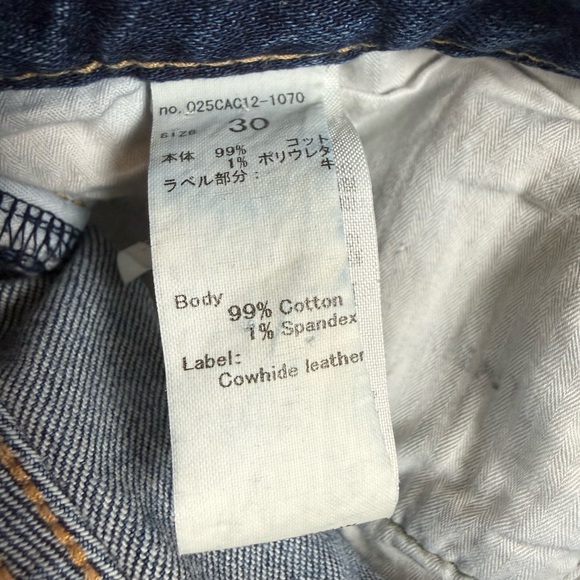 no. 025CAC12-1070
size 30
本体 99% コット
1% ポリウレタ
ラベル部分: 牛
Body 99% Cotton
1% Spandex
Label:
Cowhide leather